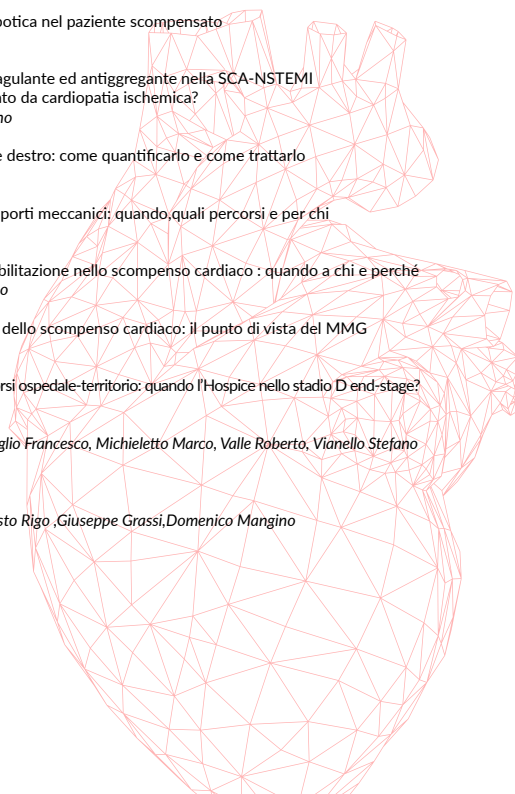 botica nel paziente scompensato
agulante ed antiggregante nella SCA-NSTEMI
to da cardiopatia ischemica?
no
e destro: come quantificarlo e come trattarlo
porti meccanici: quando,quali percorsi e per chi
bilitazione nello scompenso cardiaco : quando a chi e perché
o
dello scompenso cardiaco: il punto di vista del MMG
rsi ospedale-territorio: quando l’Hospice nello stadio D end-stage?
glio Francesco, Michieletto Marco, Valle Roberto, Vianello Stefano
sto Rigo ,Giuseppe Grassi,Domenico Mangino